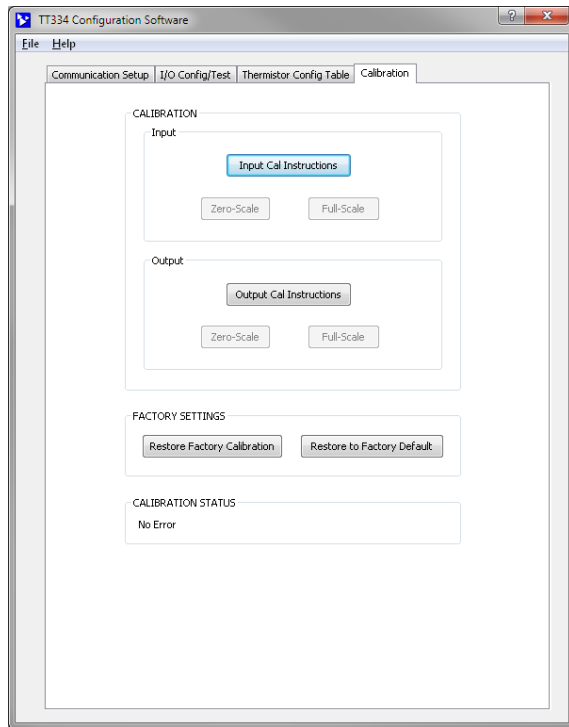 TT334 Configuration Software
?
File Help
Communication Setup I/O Config/Test Thermistor Config Table Calibration
CALIBRATION
Input
Input Cal Instructions
Zero-Scale Full-Scale
Output
Output Cal Instructions
Zero-Scale Full-Scale
FACTORY SETTINGS
Restore Factory Calibration Restore to Factory Default
CALIBRATION STATUS
No Error